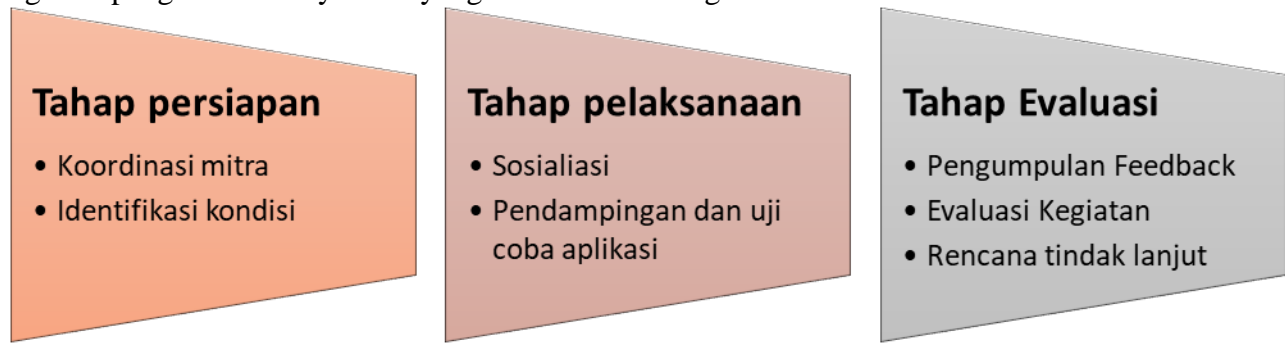 Tahap persiapan
• Koordinasi mitra
• Identifikasi kondisi
Tahap pelaksanaan
• Sosialiasi
• Pendampingan dan uji
coba aplikasi
Tahap Evaluasi
• Pengumpulan Feedback
• Evaluasi Kegiatan
• Rencana tindak lanjut